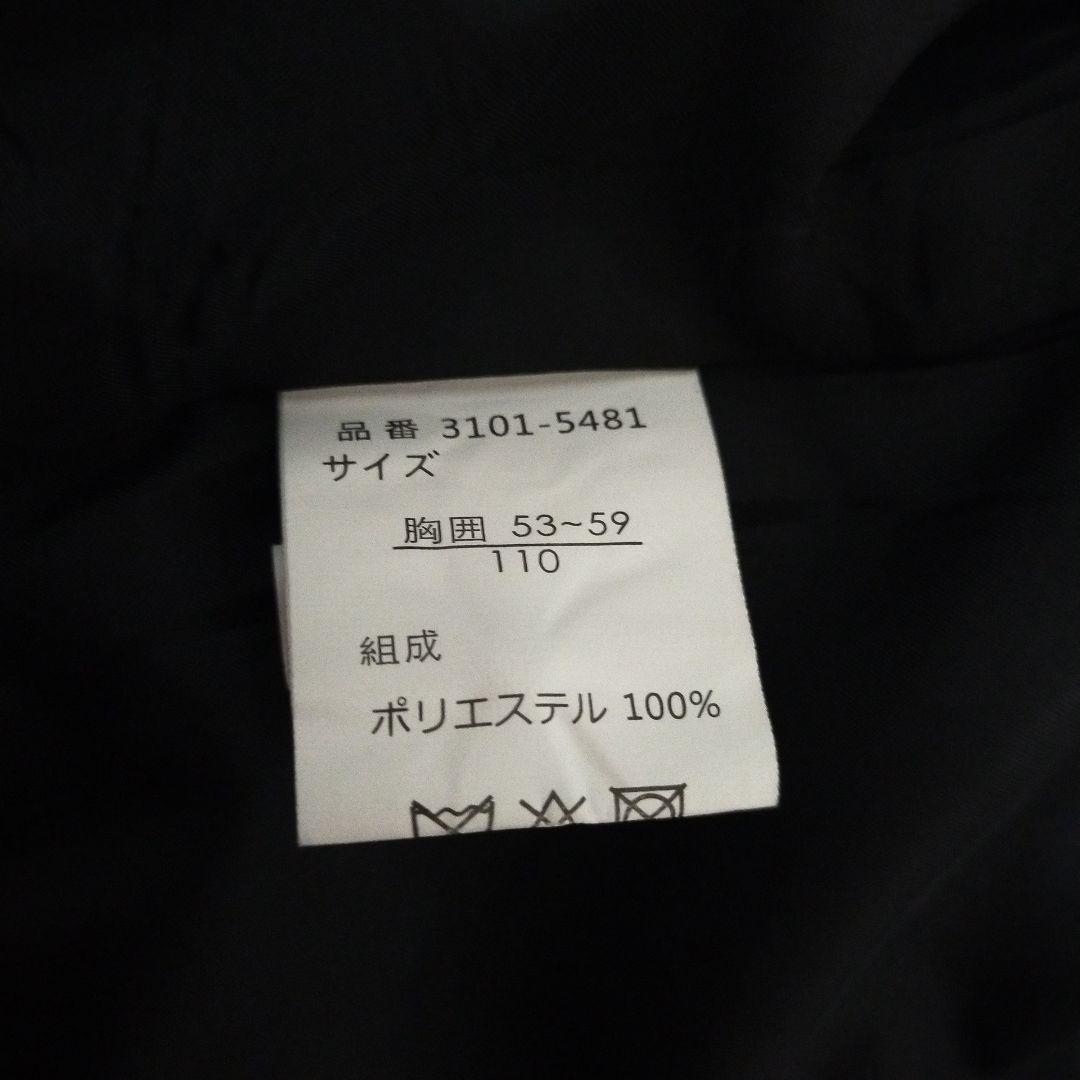 品番 3101-5481
サイズ
胸囲 53~59
110
組成
ポリエステル 100%